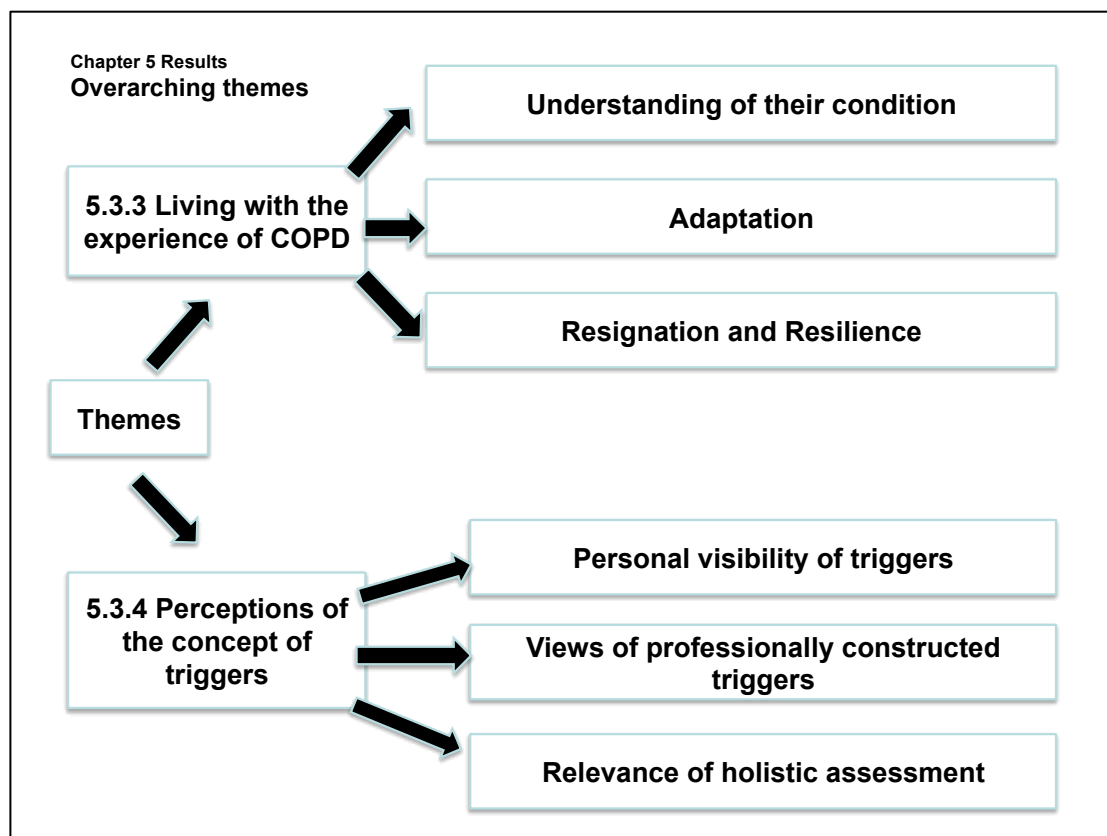 Chapter 5 Results
Overarching themes
Understanding of their condition
5.3.3 Living with the
experience of COPD
Adaptation
Resignation and Resilience
Themes
Personal visibility of triggers
5.3.4 Perceptions of
the concept of
triggers
Views of professionally constructed
triggers
Relevance of holistic assessment